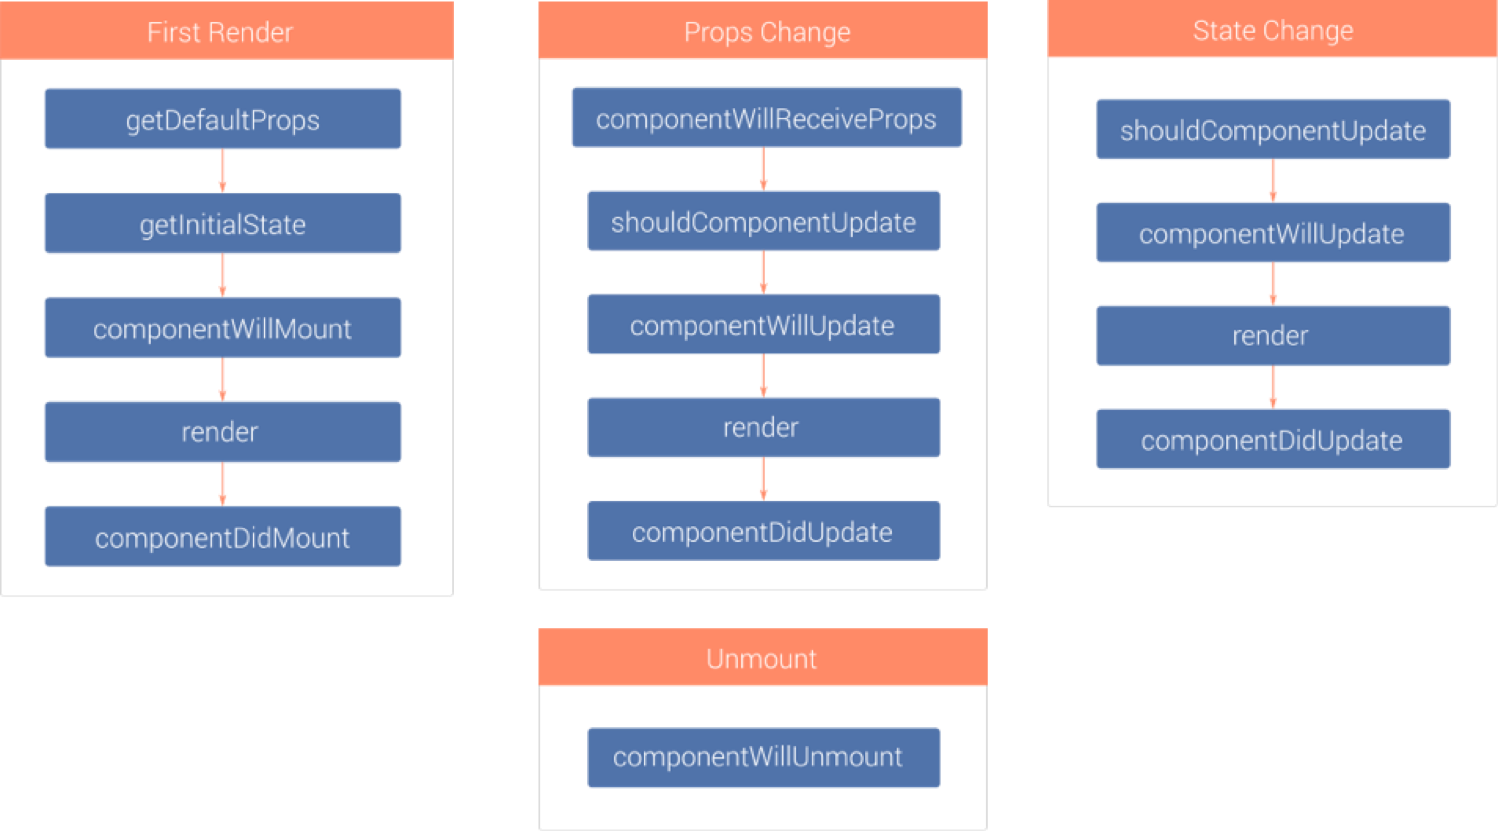 First Render
getDefaultProps
getInitialState
componentWillMount
render
componentDidMount
Props Change
componentWillReceiveProps
shouldComponentUpdate
componentWillUpdate
render
componentDidUpdate
State Change
shouldComponentUpdate
componentWillUpdate
render
componentDidUpdate
Unmount
componentWillUnmount